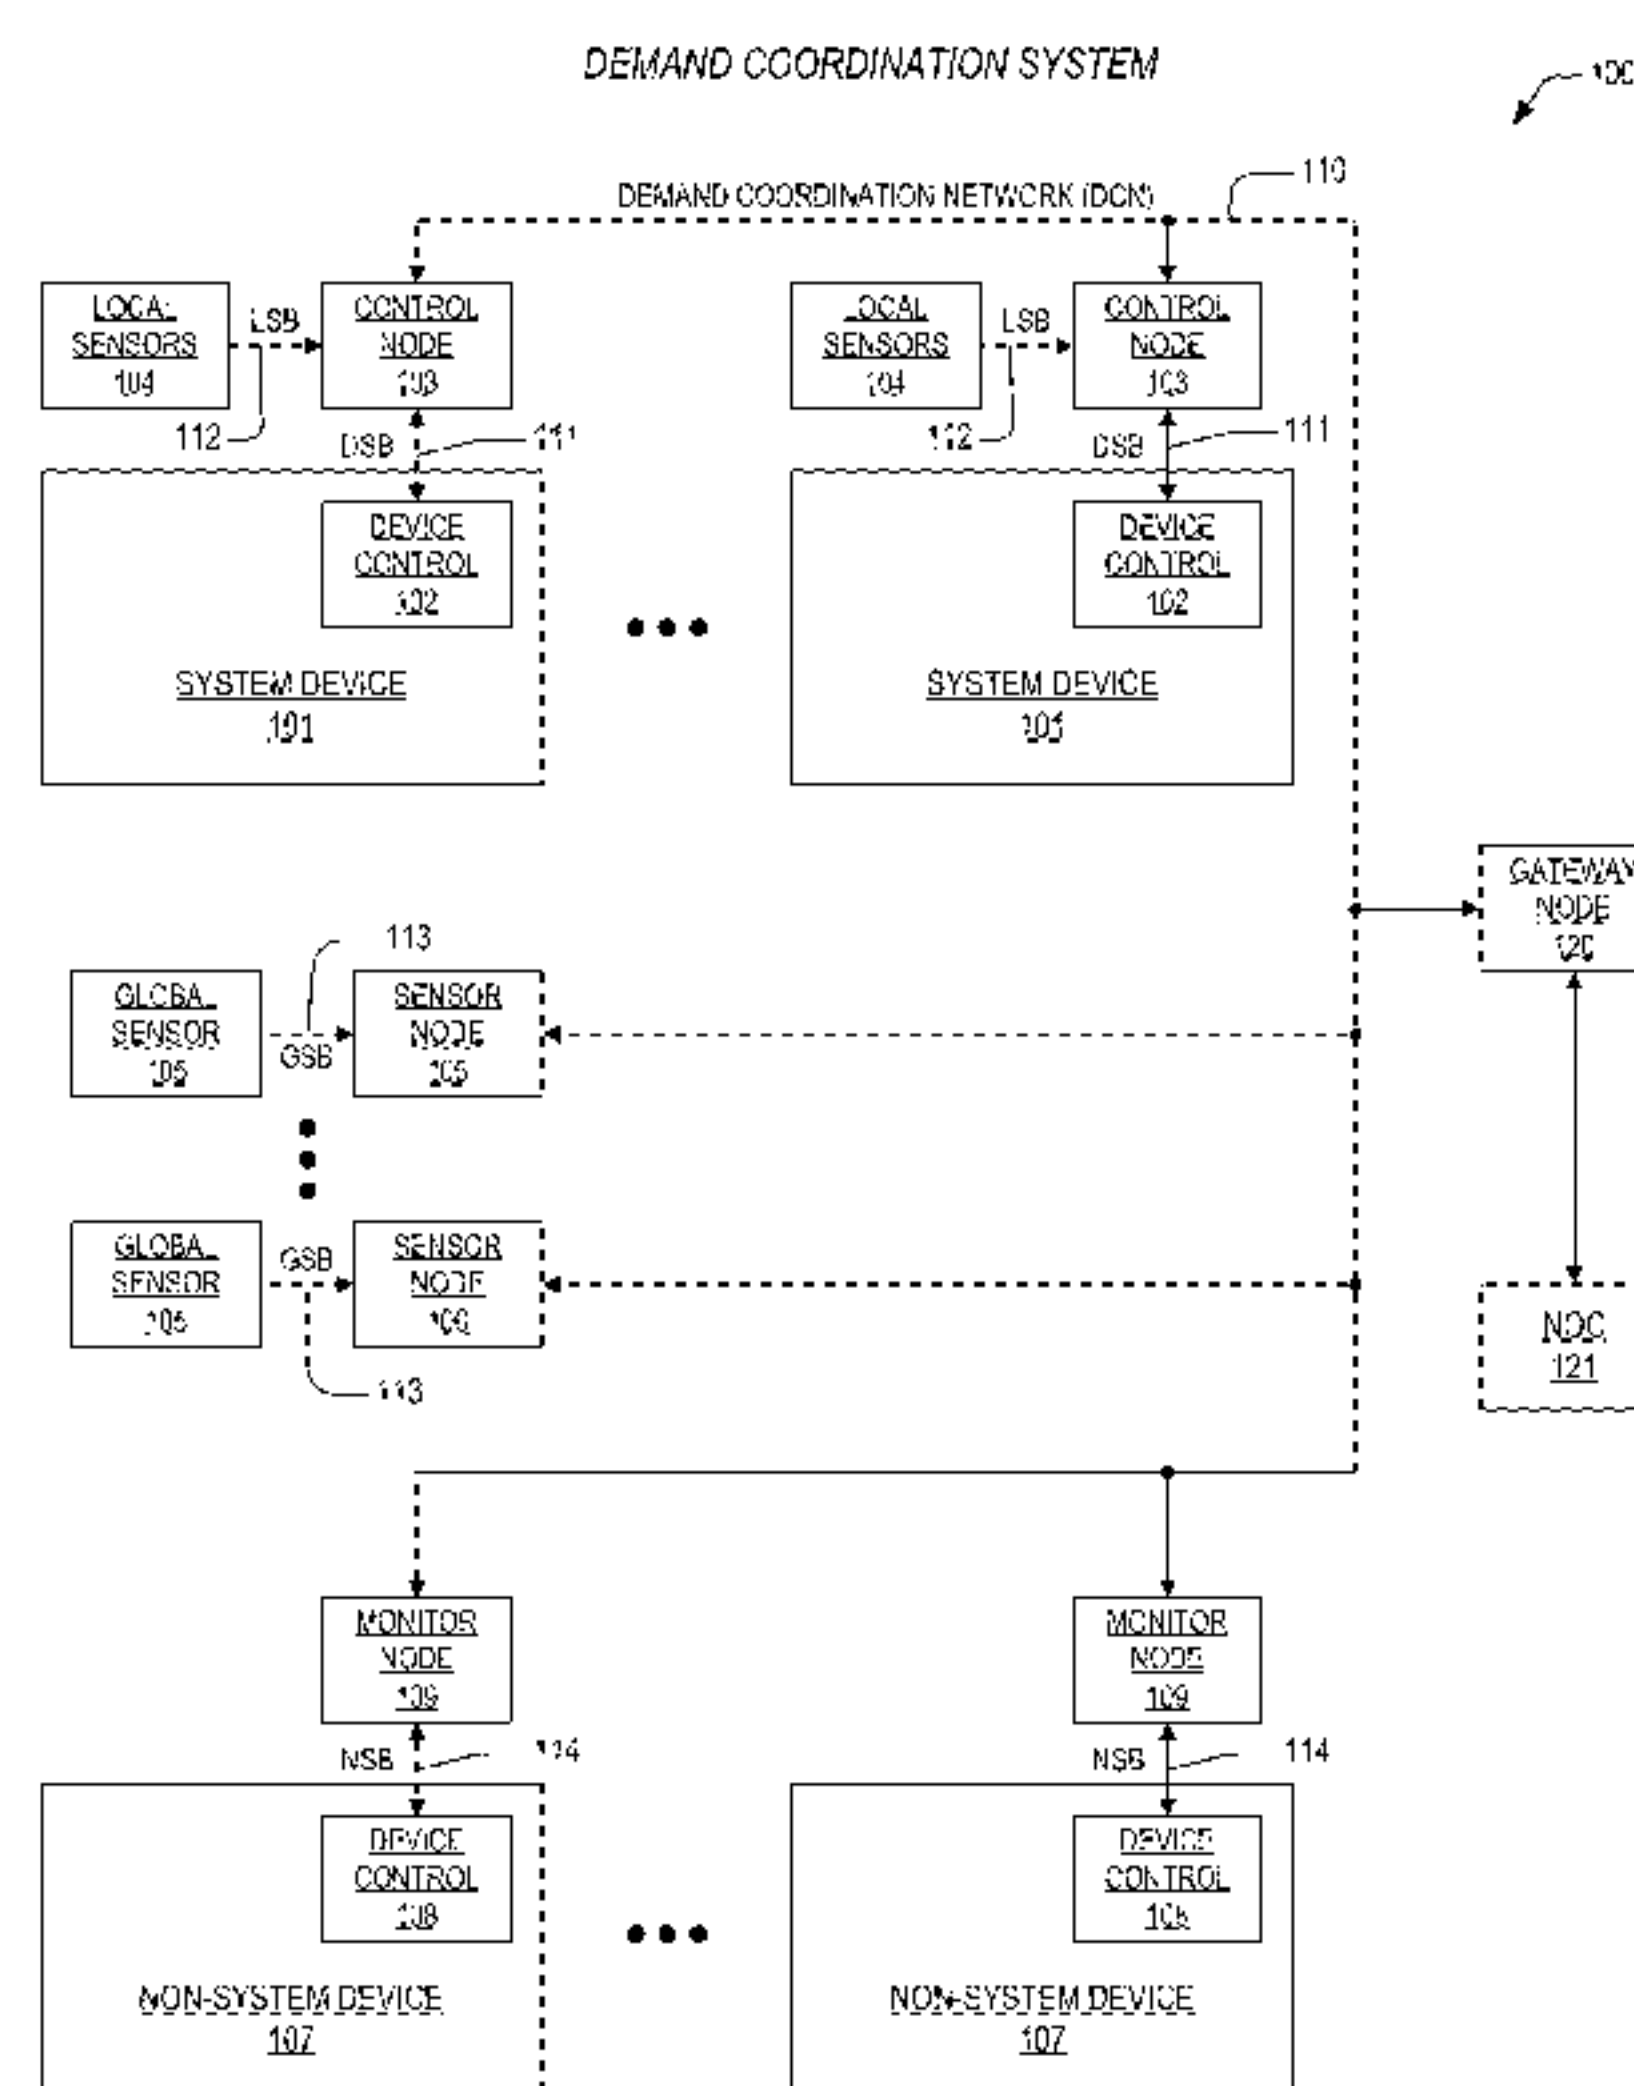 DEMAND COORDINATION SYSTEM
100
110
DEMAND COORDINATION NETWORK (DCN)
LOCAL
SENSORS
104
LSB
112
CONTROL
NODE
103
DSB
111
LOCAL
SENSORS
104
LSB
112
CONTROL
NODE
103
DSB
111
DEVICE
CONTROL
102
SYSTEM DEVICE
101
DEVICE
CONTROL
102
SYSTEM DEVICE
101
GATEWAY
NODE
120
113
GLOBAL
SENSOR
105
GSB
SENSOR
NODE
GLOBAL
SENSOR
GSB
SENSOR
NODE
106
113
NOC
121
MONITOR
NODE
109
NSB
114
MONITOR
NODE
109
NSB
114
DEVICE
CONTROL
108
NON-SYSTEM DEVICE
107
DEVICE
CONTROL
108
NON-SYSTEM DEVICE
107